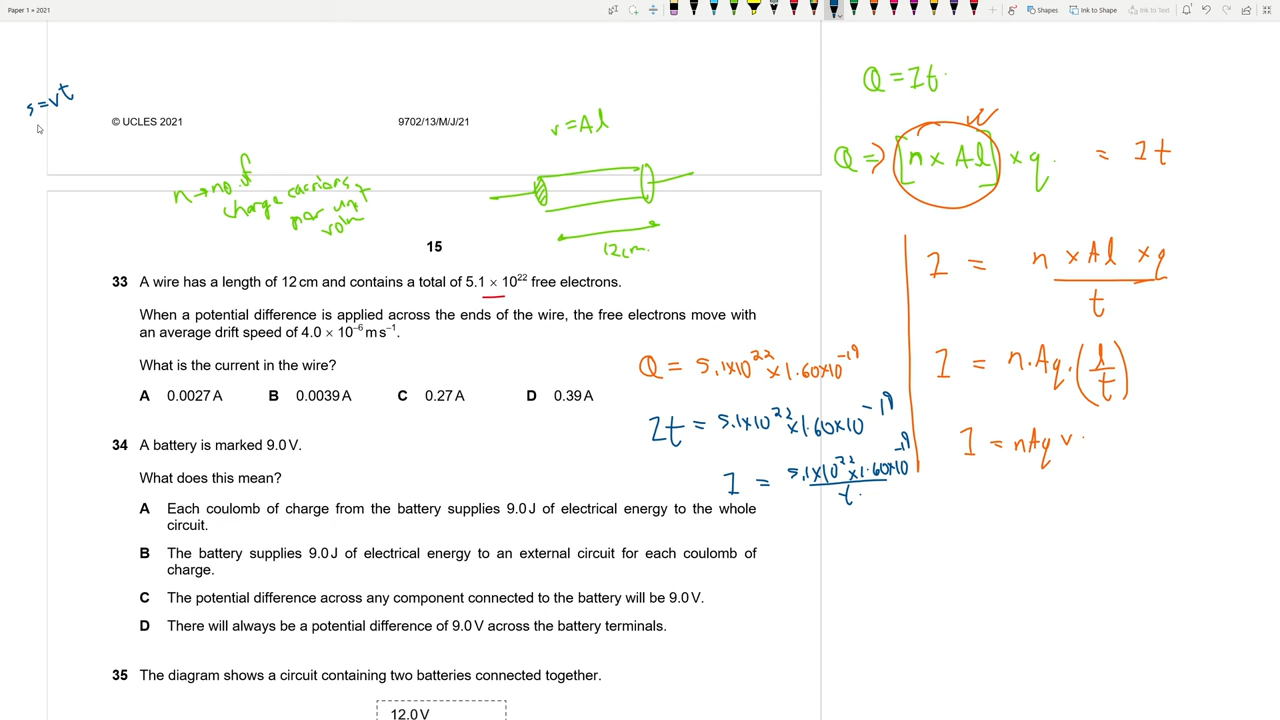 Paper 1 » 2021
Shapes
Ink to Shape
Ink to Text
s=vt
© UCLES 2021
9702/13/M/J/21
v=Al
Q=It
Q ⇒ [n × Al] × q = It
n → no. of
charge carriers
per unit
volume
12cm
15
33 A wire has a length of 12 cm and contains a total of 5.1 × 10²² free electrons.
When a potential difference is applied across the ends of the wire, the free electrons move with
an average drift speed of 4.0 × 10⁻⁶ m s⁻¹.
What is the current in the wire?
A 0.0027 A B 0.0039 A C 0.27 A D 0.39 A
I = n × Al × q / t
Q = 5.1×10²² × 1.60×10⁻¹⁹
I = n.Aq.(l/t)
It = 5.1×10²² × 1.60×10⁻¹⁹
I = nAqv.
I = 5.1×10²² × 1.60×10⁻¹⁹ / t.
34 A battery is marked 9.0 V.
What does this mean?
A Each coulomb of charge from the battery supplies 9.0 J of electrical energy to the whole
circuit.
B The battery supplies 9.0 J of electrical energy to an external circuit for each coulomb of
charge.
C The potential difference across any component connected to the battery will be 9.0 V.
D There will always be a potential difference of 9.0 V across the battery terminals.
35 The diagram shows a circuit containing two batteries connected together.
12.0 V